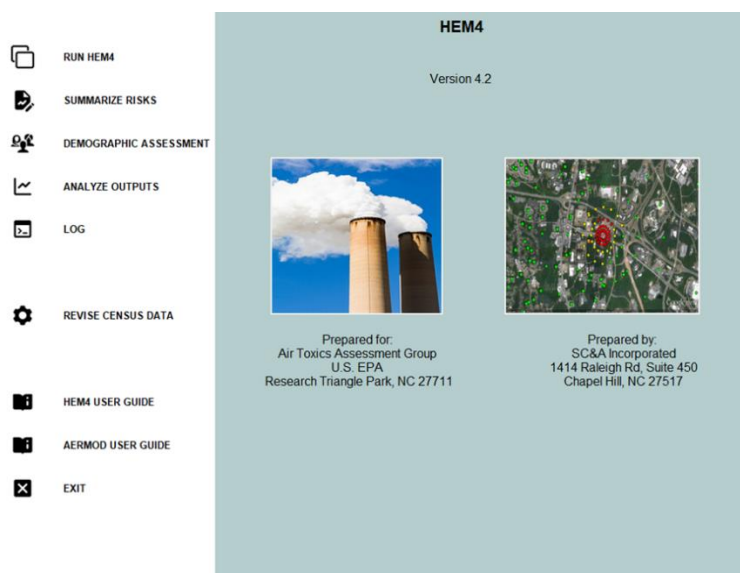 RUN HEM4
SUMMARIZE RISKS
DEMOGRAPHIC ASSESSMENT
ANALYZE OUTPUTS
LOG
REVISE CENSUS DATA
HEM4 USER GUIDE
AERMOD USER GUIDE
EXIT
HEM4
Version 4.2
Prepared for:
Air Toxics Assessment Group
U.S. EPA
Research Triangle Park, NC 27711
Prepared by:
SC&A Incorporated
1414 Raleigh Rd, Suite 450
Chapel Hill, NC 27517